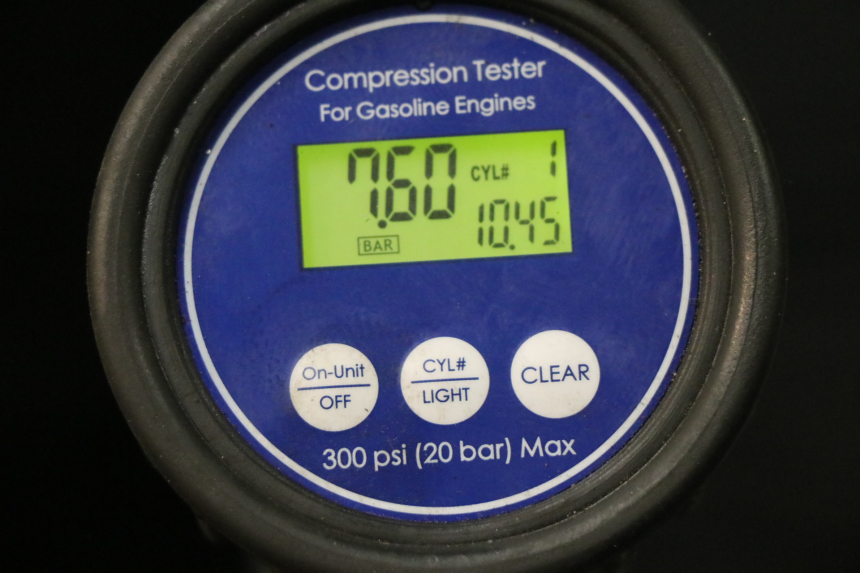 Compression Tester
For Gasoline Engines
7.60 CYL# 1
BAR 10.45
On-Unit CYL# CLEAR
OFF LIGHT
300 psi (20 bar) Max